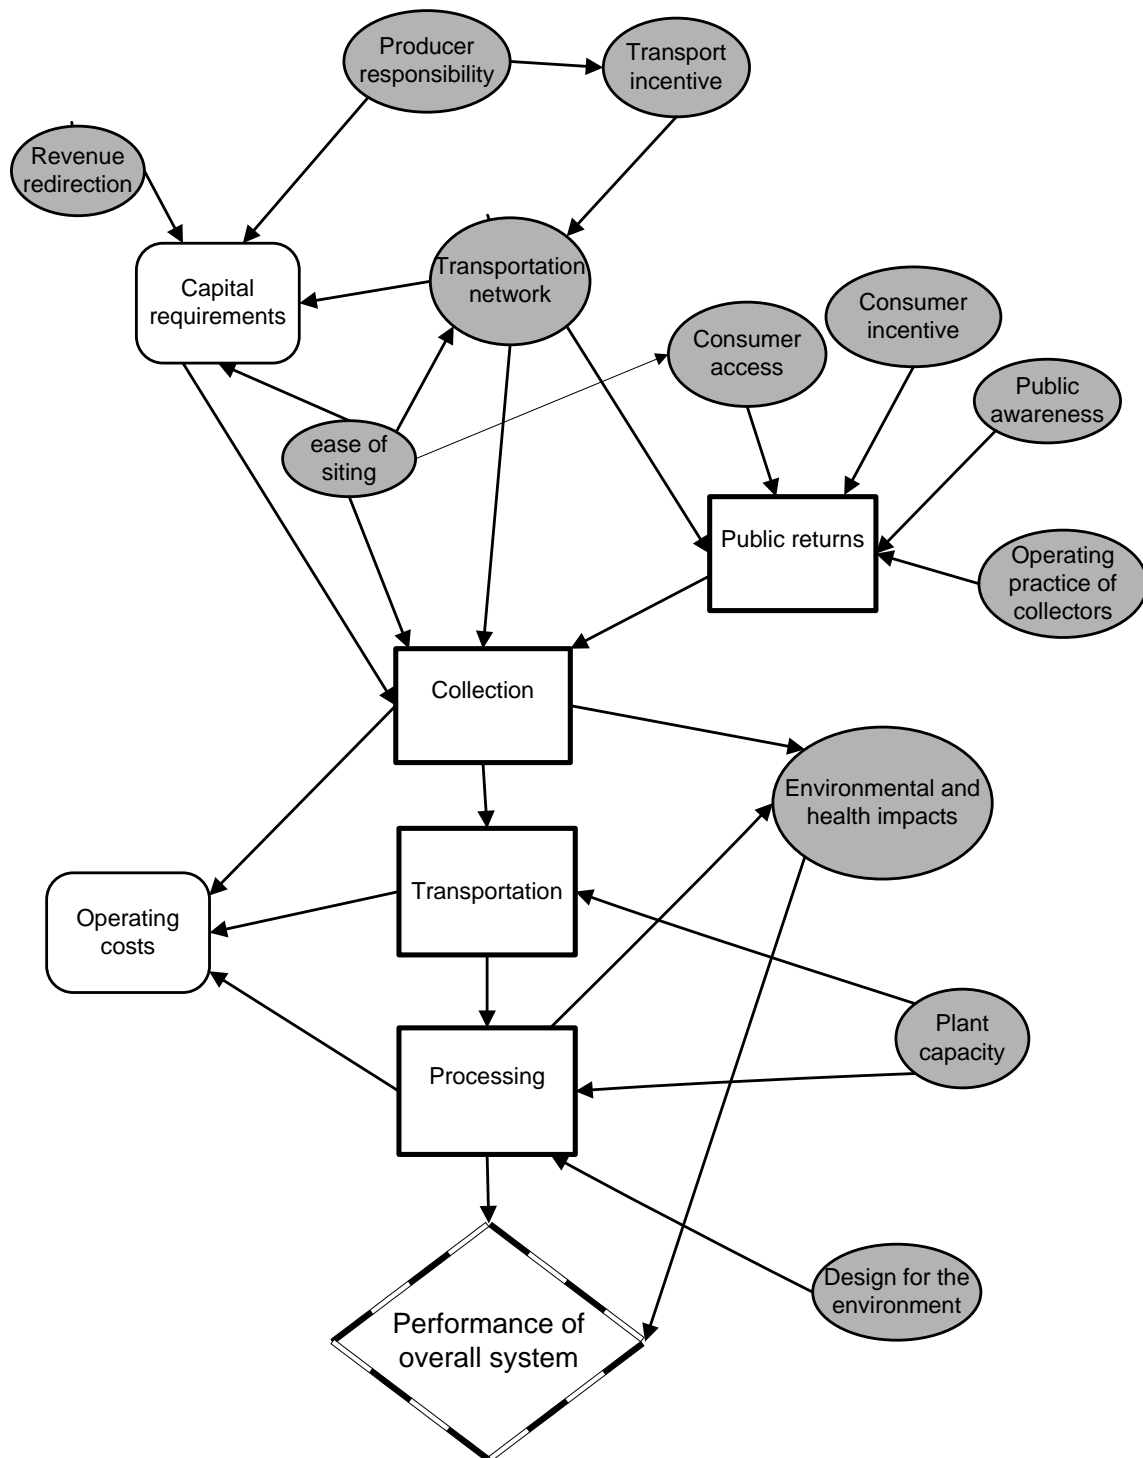 Producer
responsibility
Transport
incentive
Revenue
redirection
Capital
requirements
Transportation
network
Consumer
access
Consumer
incentive
Public
awareness
ease of
siting
Public returns
Operating
practice of
collectors
Collection
Environmental and
health impacts
Transportation
Operating
costs
Plant
capacity
Processing
Design for the
environment
Performance of
overall system